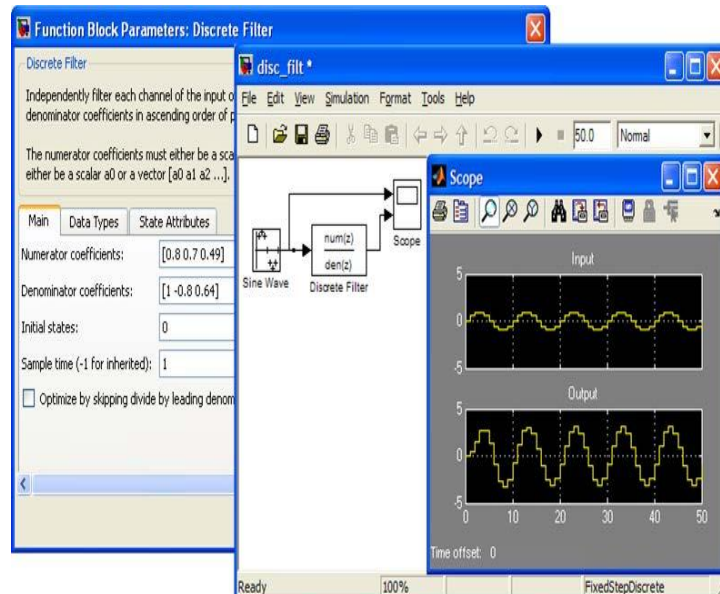 Function Block Parameters: Discrete Filter
Discrete Filter
Independently filter each channel of the input o
denominator coefficients in ascending order of p
The numerator coefficients must either be a sca
either be a scalar a0 or a vector [a0 a1 a2 ...].
Main Data Types State Attributes
Numerator coefficients: [0.8 0.7 0.49]
Denominator coefficients: [1 -0.8 0.64]
Initial states: 0
Sample time (-1 for inherited): 1
Optimize by skipping divide by leading denom
disc_filt *
File Edit View Simulation Format Tools Help
50.0 Normal
Sine Wave
num(z)
den(z)
Discrete Filter
Scope
Ready 100% FixedStepDiscrete
Scope
Input
5
0
-5
Output
5
0
-5
0 10 20 30 40 50
Time offset: 0